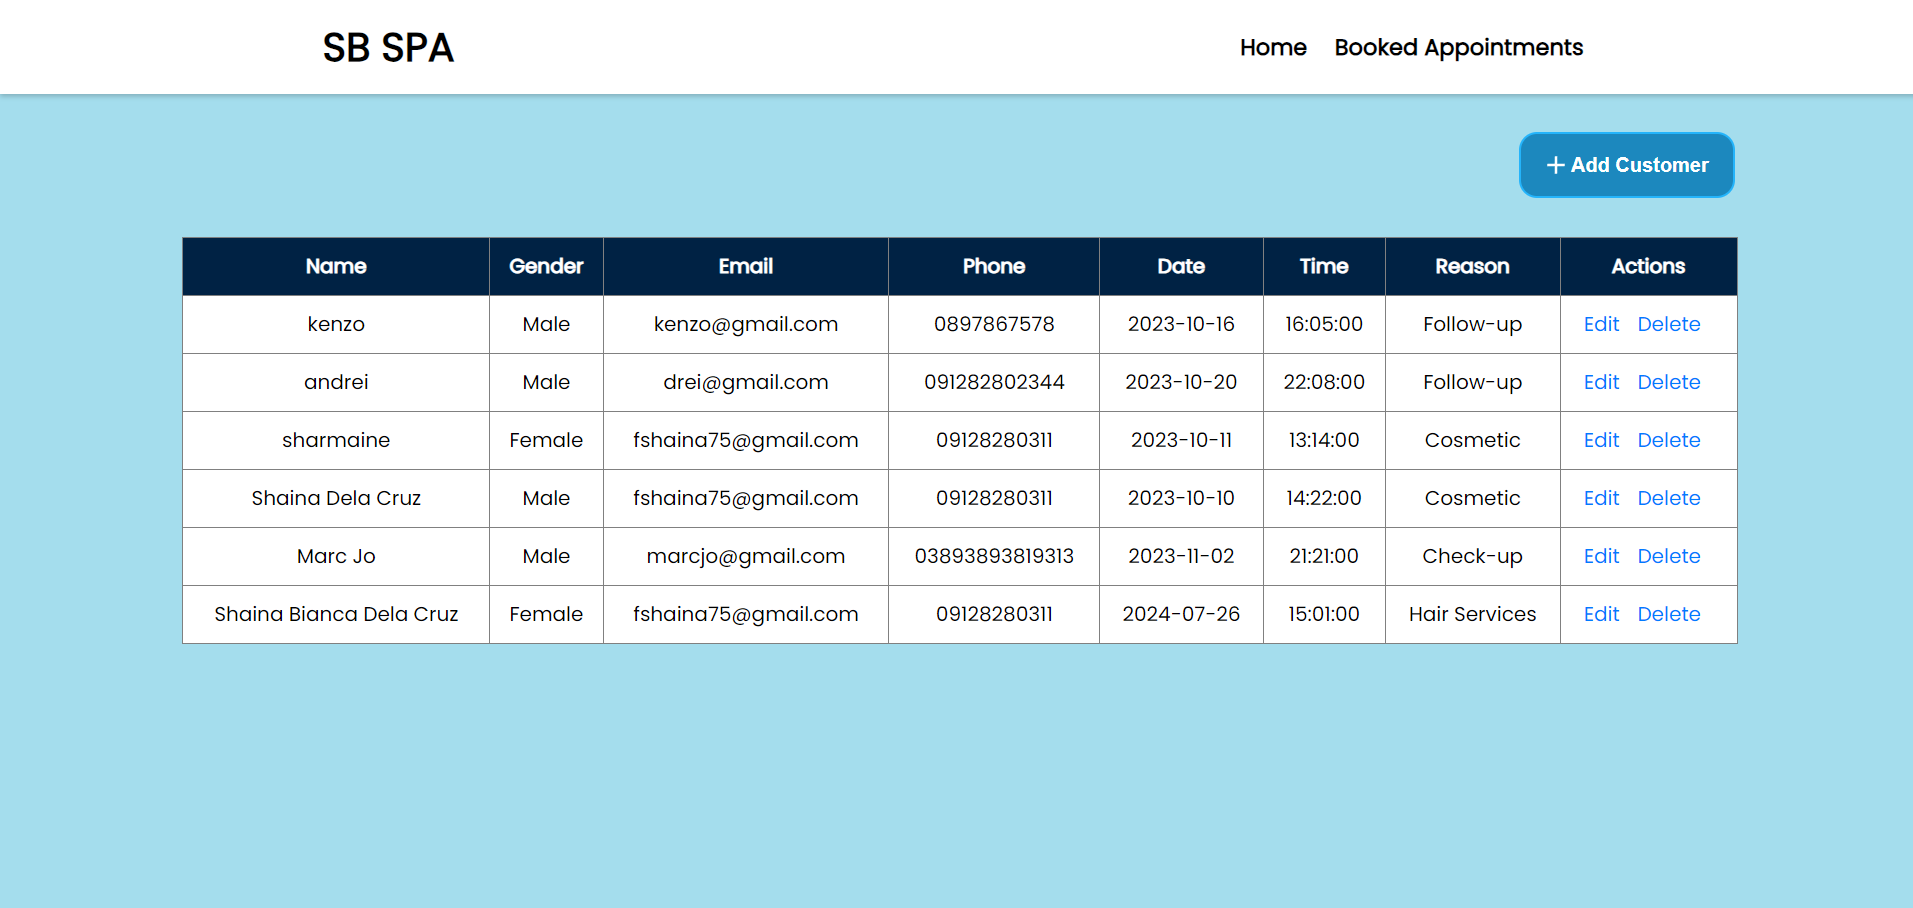 SB SPA Home Booked Appointments
+ Add Customer
Name Gender Email Phone Date Time Reason Actions
kenzo Male kenzo@gmail.com 0897867578 2023-10-16 16:05:00 Follow-up Edit Delete
andrei Male drei@gmail.com 091282802344 2023-10-20 22:08:00 Follow-up Edit Delete
sharmaine Female fshaina75@gmail.com 09128280311 2023-10-11 13:14:00 Cosmetic Edit Delete
Shaina Dela Cruz Male fshaina75@gmail.com 09128280311 2023-10-10 14:22:00 Cosmetic Edit Delete
Marc Jo Male marcjo@gmail.com 03893893819313 2023-11-02 21:21:00 Check-up Edit Delete
Shaina Bianca Dela Cruz Female fshaina75@gmail.com 09128280311 2024-07-26 15:01:00 Hair Services Edit Delete